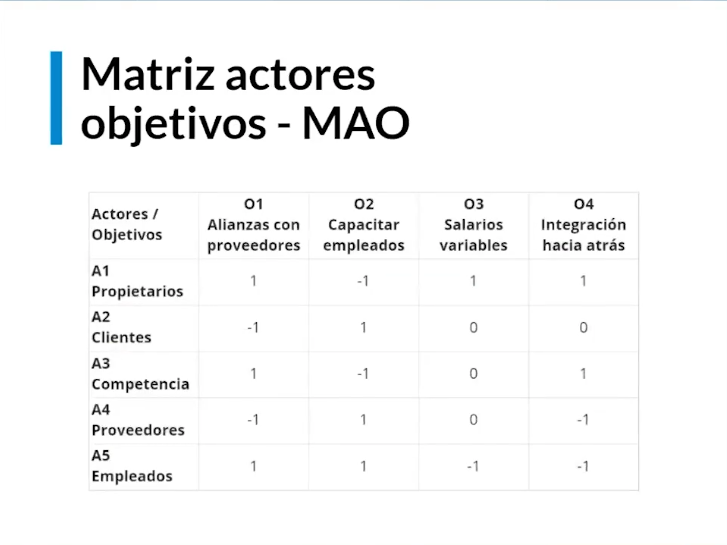 Matriz actores
objetivos - MAO
Actores /
Objetivos
O1
Alianzas con
proveedores
O2
Capacitar
empleados
O3
Salarios
variables
O4
Integración
hacia atrás
A1
Propietarios
1
-1
1
1
A2
Clientes
-1
1
0
0
A3
Competencia
1
-1
0
1
A4
Proveedores
-1
1
0
-1
A5
Empleados
1
1
-1
-1